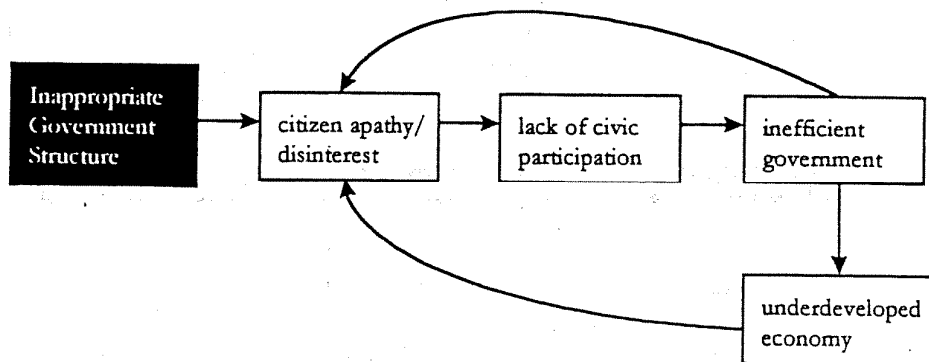 Inappropriate
Government
Structure
citizen apathy/
disinterest
lack of civic
participation
inefficient
government
underdeveloped
economy